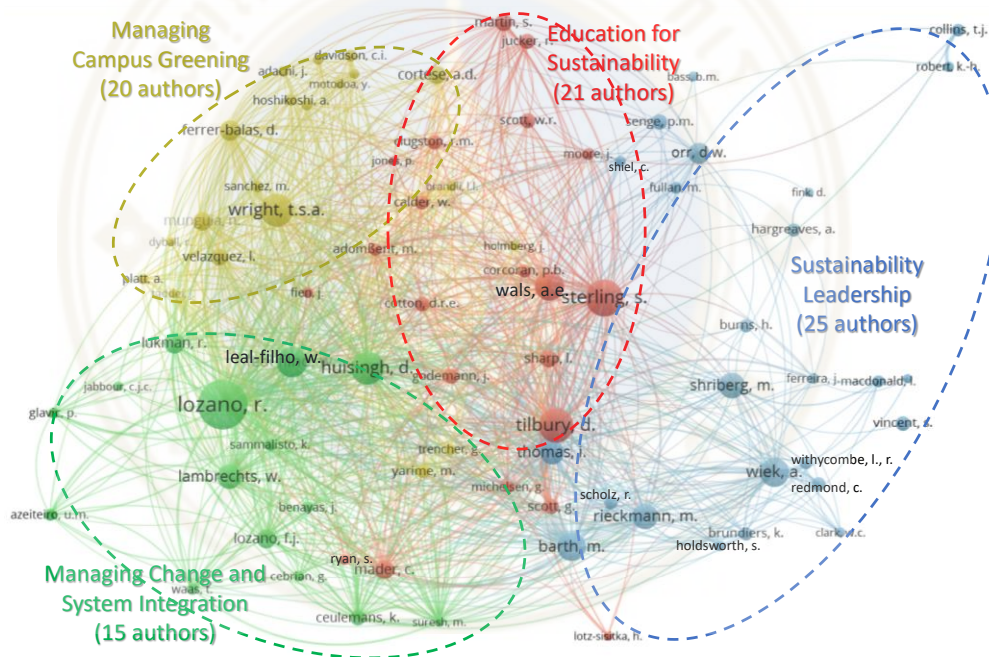 martin, s.
collins, t.j.
Managing
Campus Greening
(20 authors)
Education for
Sustainability
(21 authors)
davidson, c.i.
adachi, j.
motodoa, y.
cortese, a.d.
bass, b.m.
robert, k.-h.
hoshikoshi, a.
ferrer-balas, d.
scott, w.r.
senge, p.m.
jones, p.
moore, j.
shiel, c.
orr, d.w.
sanchez, m.
calder, w.
fullan, m.
fink, d.
wright, t.s.a.
hargreaves, a.
velazquez, l.
holmberg, j.
platt, a.
corcoran, p.b.
Sustainability
Leadership
(25 authors)
fien, j.
cotton, d.r.e.
wals, a.e.
sterling, s.
burns, h.
lukman, r.
leal-filho, w.
huisingh, d.
godemann, j.
sharp, l.
jabbour, c.j.c.
shriberg, m.
ferreira, j.
macdonald, l.
glavic, p.
lozano, r.
tilbury, d.
vincent, s.
sammalisto, k.
trencher, g.
thomas, i.
lambrechts, w.
yarime, m.
wiek, a.
withycombe, l., r.
redmond, c.
michelsen, g.
scholz, r.
azeiteiro, u.m.
benayas, j.
scott, g.
rieckmann, m.
lozano, f.j.
barth, m.
brundiers, k.
clark, w.c.
holdsworth, s.
ryan, s.
mader, c.
Managing Change and
System Integration
(15 authors)
cebrian, g.
waas, t.
ceulemans, k.
suresh, m.
lotz-sisitka, h.